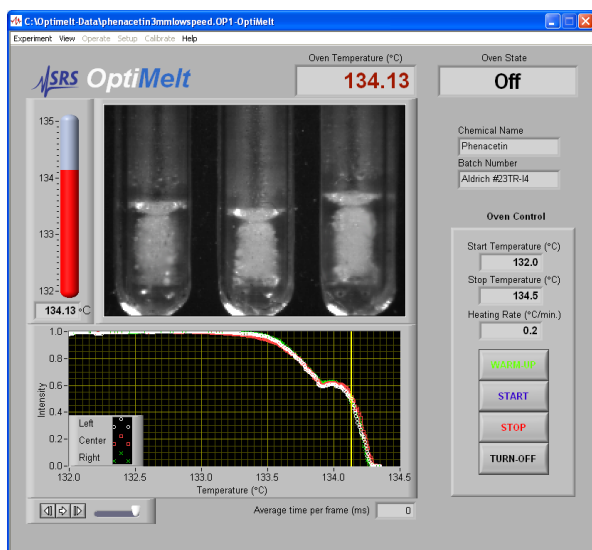 C:\Optimelt-Data\phenacetin3mmlowspeed.OP1-OptiMelt
Experiment View Operate Setup Calibrate Help
SRS OptiMelt
Oven Temperature (°C)
134.13
Oven State
Off
135
134
133
132
134.13 °C
Chemical Name
Phenacetin
Batch Number
Aldrich #23TR-I4
Oven Control
Start Temperature (°C)
132.0
Stop Temperature (°C)
134.5
Heating Rate (°C/min.)
0.2
START
STOP
TURN-OFF
Intensity
1.0
0.8
0.6
0.4
0.2
0.0
Left
Center
Right
132.0 132.5 133.0 133.5 134.0 134.5
Temperature (°C)
Average time per frame (ms) 0